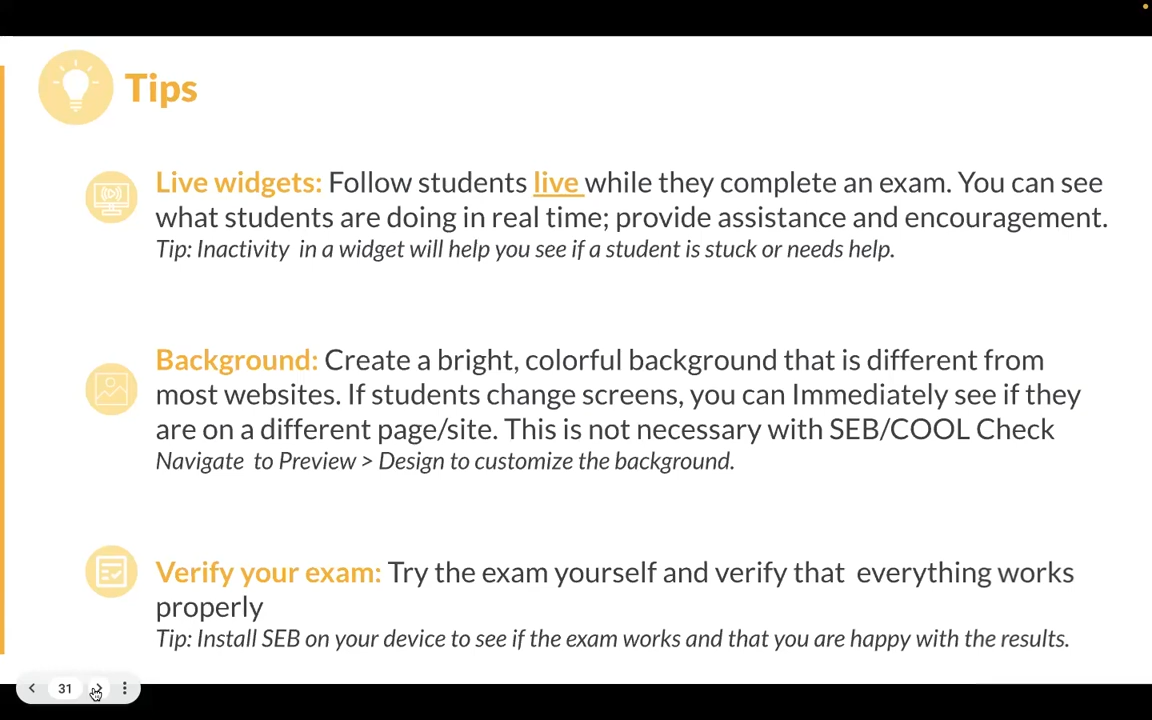 Tips
Live widgets: Follow students live while they complete an exam. You can see
what students are doing in real time; provide assistance and encouragement.
Tip: Inactivity in a widget will help you see if a student is stuck or needs help.
Background: Create a bright, colorful background that is different from
most websites. If students change screens, you can Immediately see if they
are on a different page/site. This is not necessary with SEB/COOL Check
Navigate to Preview > Design to customize the background.
Verify your exam: Try the exam yourself and verify that everything works
properly
Tip: Install SEB on your device to see if the exam works and that you are happy with the results.
31